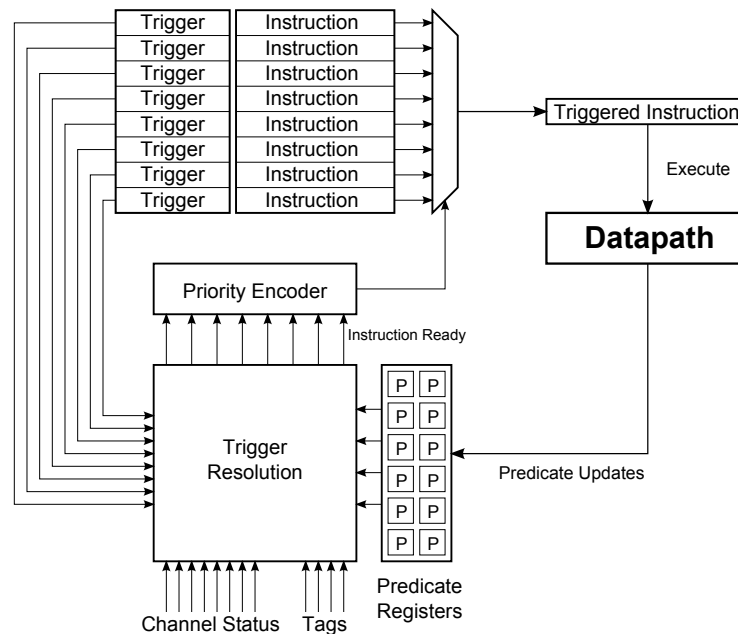 Trigger Instruction
Trigger Instruction
Trigger Instruction
Trigger Instruction
Trigger Instruction
Trigger Instruction
Trigger Instruction
Trigger Instruction
Triggered Instruction
Execute
Datapath
Priority Encoder
Instruction Ready
Trigger
Resolution
P P
P P
P P
P P
P P
P P
Predicate Updates
Predicate
Registers
Channel Status
Tags